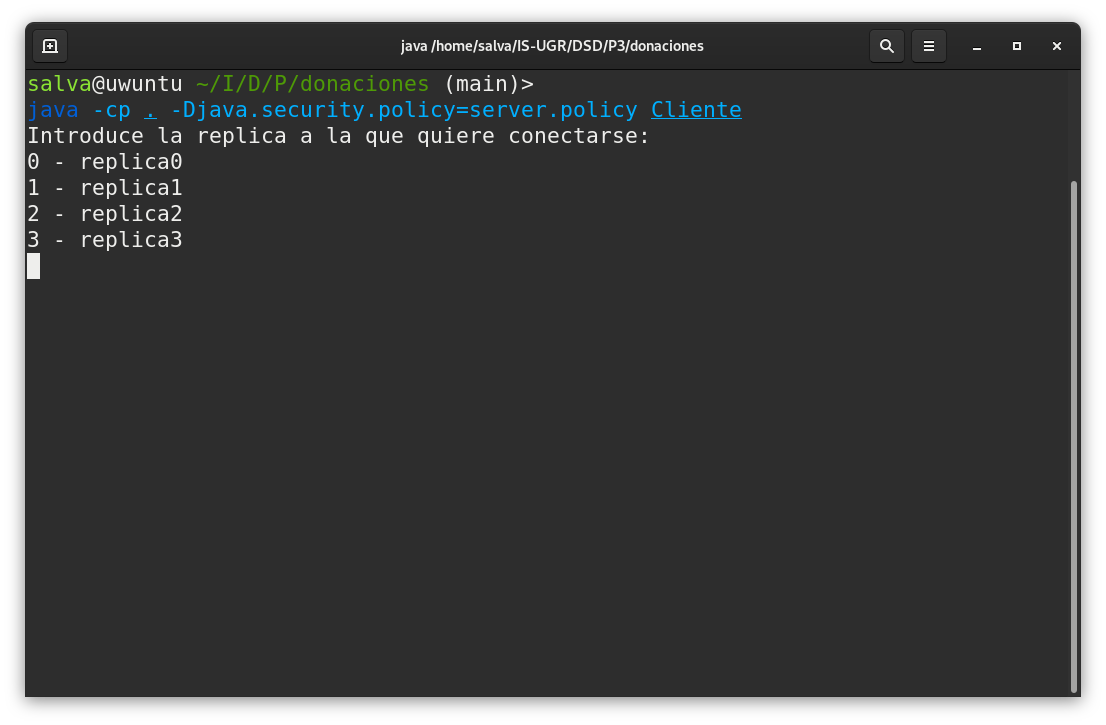 java /home/salva/IS-UGR/DSD/P3/donaciones
salva@uwuntu ~/I/D/P/donaciones (main)>
java -cp . -Djava.security.policy=server.policy Cliente
Introduce la replica a la que quiere conectarse:
0 - replica0
1 - replica1
2 - replica2
3 - replica3